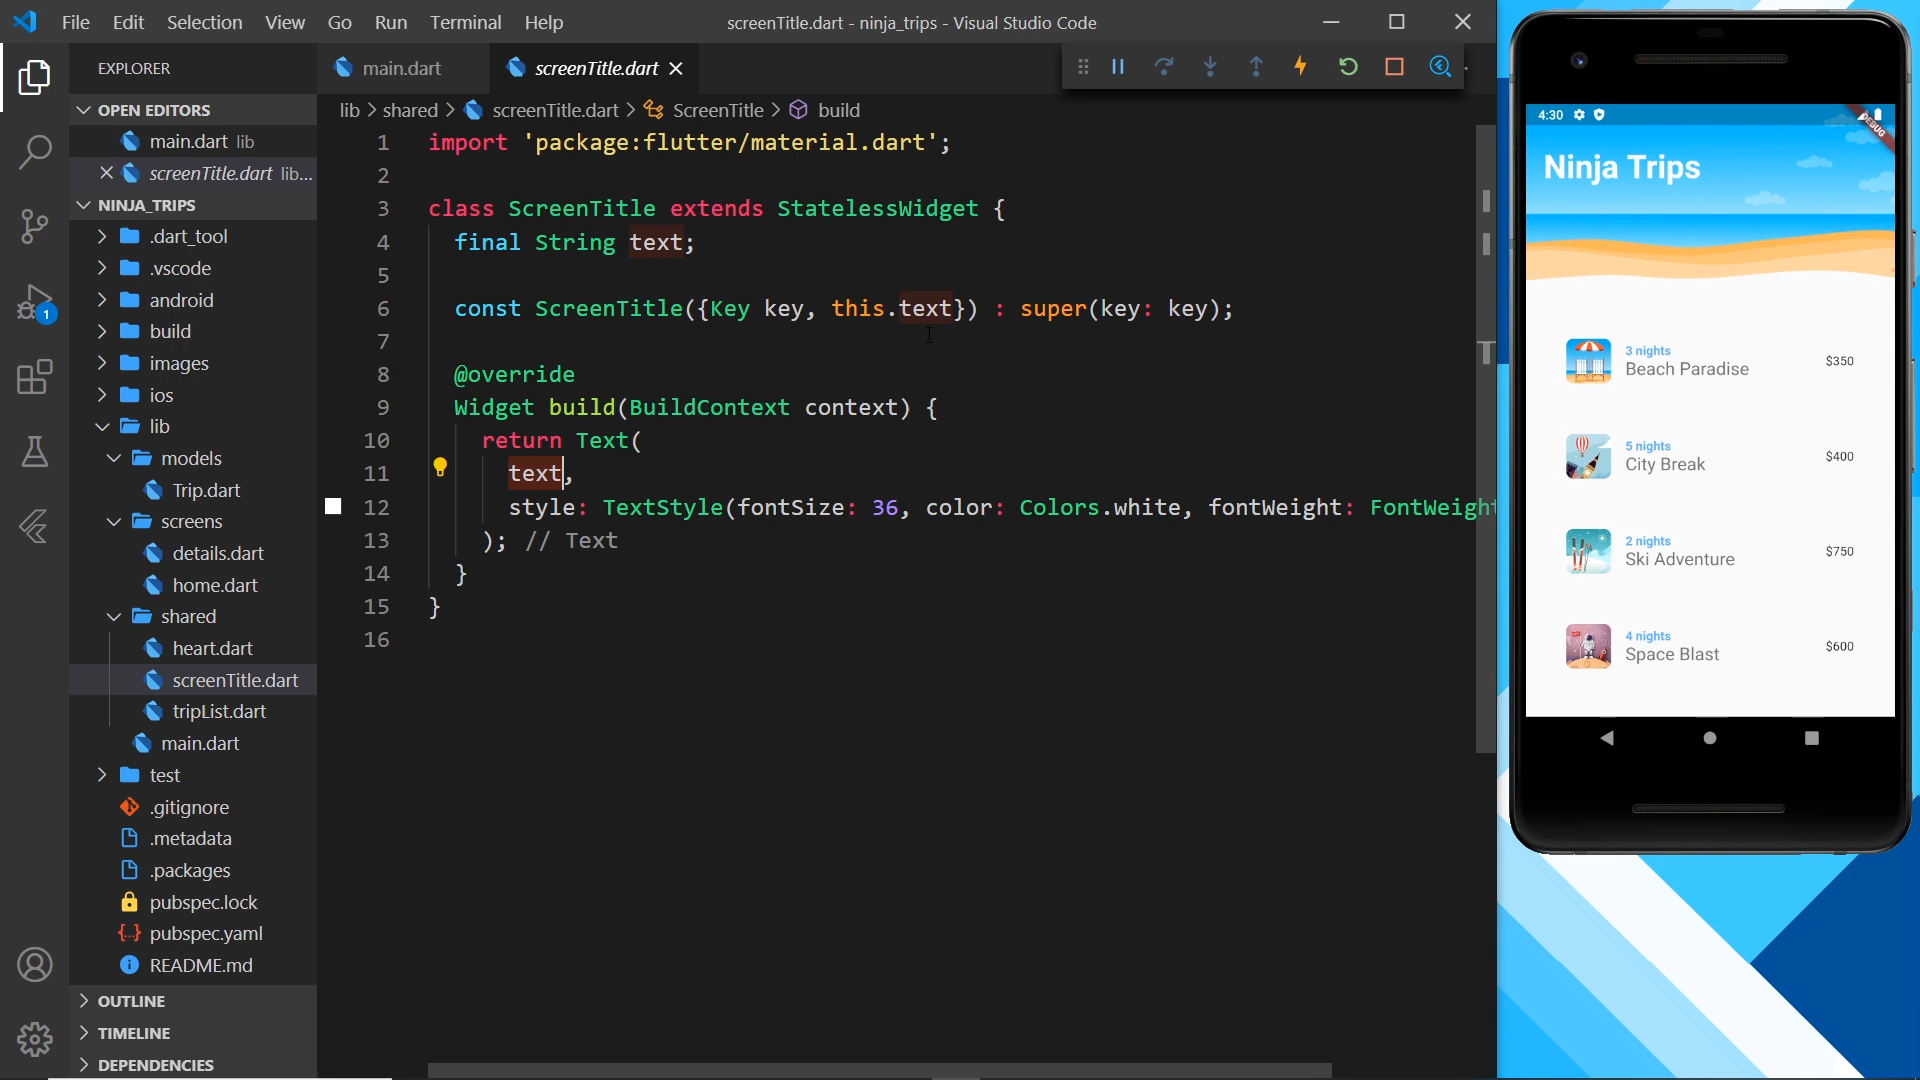 File Edit Selection View Go Run Terminal Help
screenTitle.dart - ninja_trips - Visual Studio Code
EXPLORER
OPEN EDITORS
main.dart lib
screenTitle.dart lib...
NINJA_TRIPS
.dart_tool
.vscode
android
build
images
ios
lib
models
Trip.dart
screens
details.dart
home.dart
shared
heart.dart
screenTitle.dart
tripList.dart
main.dart
test
.gitignore
.metadata
.packages
pubspec.lock
pubspec.yaml
README.md
OUTLINE
TIMELINE
DEPENDENCIES
1
main.dart
screenTitle.dart
lib > shared > screenTitle.dart > ScreenTitle > build
1 import 'package:flutter/material.dart';
2
3 class ScreenTitle extends StatelessWidget {
4 final String text;
5
6 const ScreenTitle({Key key, this.text}) : super(key: key);
7
8 @override
9 Widget build(BuildContext context) {
10 return Text(
11 text,
12 style: TextStyle(fontSize: 36, color: Colors.white, fontWeight: FontWeight
13 ); // Text
14 }
15 }
16
4:30
DEBUG
Ninja Trips
3 nights
Beach Paradise
$350
5 nights
City Break
$400
2 nights
Ski Adventure
$750
4 nights
Space Blast
$600